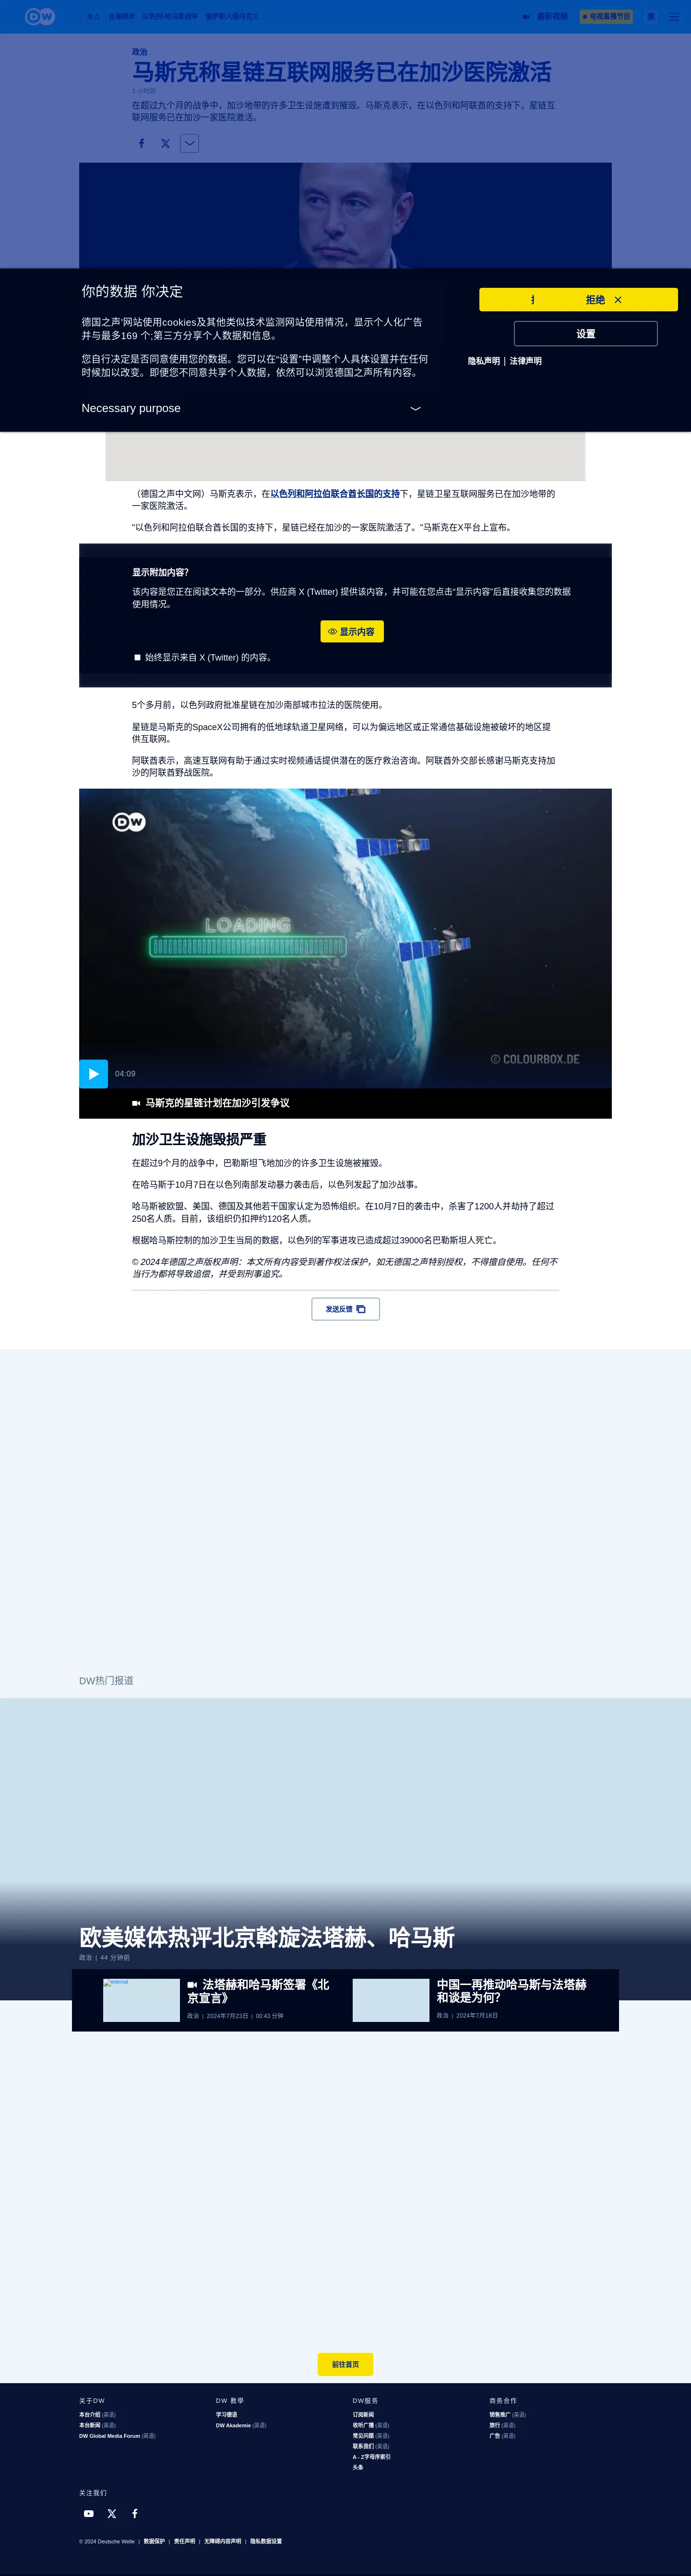 DW
焦点 台海两岸 以色列-哈马斯战争 俄罗斯入侵乌克兰
最新视频
电视直播节目
繁
政治
马斯克称星链互联网服务已在加沙医院激活
1 小时前
在超过九个月的战争中，加沙地带的许多卫生设施遭到摧毁。马斯克表示，在以色列和阿联酋的支持下，星链互
联网服务已在加沙一家医院激活。
你的数据 你决定
德国之声'网站使用cookies及其他类似技术监测网站使用情况，显示个人化广告
并与最多169 个;第三方分享个人数据和信息。
您自行决定是否同意使用您的数据。您可以在"设置"中调整个人具体设置并在任何
时候加以改变。即便您不同意共享个人数据，依然可以浏览德国之声所有内容。
Necessary purpose
拒绝
设置
隐私声明 | 法律声明
（德国之声中文网）马斯克表示，在以色列和阿拉伯联合酋长国的支持下，星链卫星互联网服务已在加沙地带的
一家医院激活。
"以色列和阿拉伯联合酋长国的支持下，星链已经在加沙的一家医院激活了。"马斯克在X平台上宣布。
显示附加内容?
该内容是您正在阅读文本的一部分。供应商 X (Twitter) 提供该内容，并可能在您点击“显示内容”后直接收集您的数据
使用情况。
显示内容
始终显示来自 X (Twitter) 的内容。
5个多月前，以色列政府批准星链在加沙南部城市拉法的医院使用。
星链是马斯克的SpaceX公司拥有的低地球轨道卫星网络，可以为偏远地区或正常通信基础设施被破坏的地区提
供互联网。
阿联酋表示，高速互联网有助于通过实时视频通话提供潜在的医疗救治咨询。阿联酋外交部长感谢马斯克支持加
沙的阿联酋野战医院。
DW
LOADING
© COLOURBOX.DE
04:09
马斯克的星链计划在加沙引发争议
加沙卫生设施毁损严重
在超过9个月的战争中，巴勒斯坦飞地加沙的许多卫生设施被摧毁。
在哈马斯于10月7日在以色列南部发动暴力袭击后，以色列发起了加沙战事。
哈马斯被欧盟、美国、德国及其他若干国家认定为恐怖组织。在10月7日的袭击中，杀害了1200人并劫持了超过
250名人质。目前，该组织仍扣押约120名人质。
根据哈马斯控制的加沙卫生当局的数据，以色列的军事进攻已造成超过39000名巴勒斯坦人死亡。
© 2024年德国之声版权声明：本文所有内容受到著作权法保护，如无德国之声特别授权，不得擅自使用。任何不
当行为都将导致追偿，并受到刑事追究。
发送反馈
DW热门报道
欧美媒体热评北京斡旋法塔赫、哈马斯
政治 | 44 分钟前
external
法塔赫和哈马斯签署《北
京宣言》
政治 | 2024年7月23日 | 00:43 分钟
中国一再推动哈马斯与法塔赫
和谈是为何?
政治 | 2024年7月18日
前往首页
关于DW
本台介绍 (英语)
本台新闻 (英语)
DW Global Media Forum (英语)
DW 教學
学习德语
DW Akademie (英语)
DW服务
订阅新闻
收听广播 (英语)
常见问题 (英语)
联系我们 (英语)
A - Z字母序索引
头条
商务合作
销售推广 (英语)
旅行 (英语)
广告 (英语)
关注我们
© 2024 Deutsche Welle | 数据保护 | 责任声明 | 无障碍内容声明 | 隐私数据设置